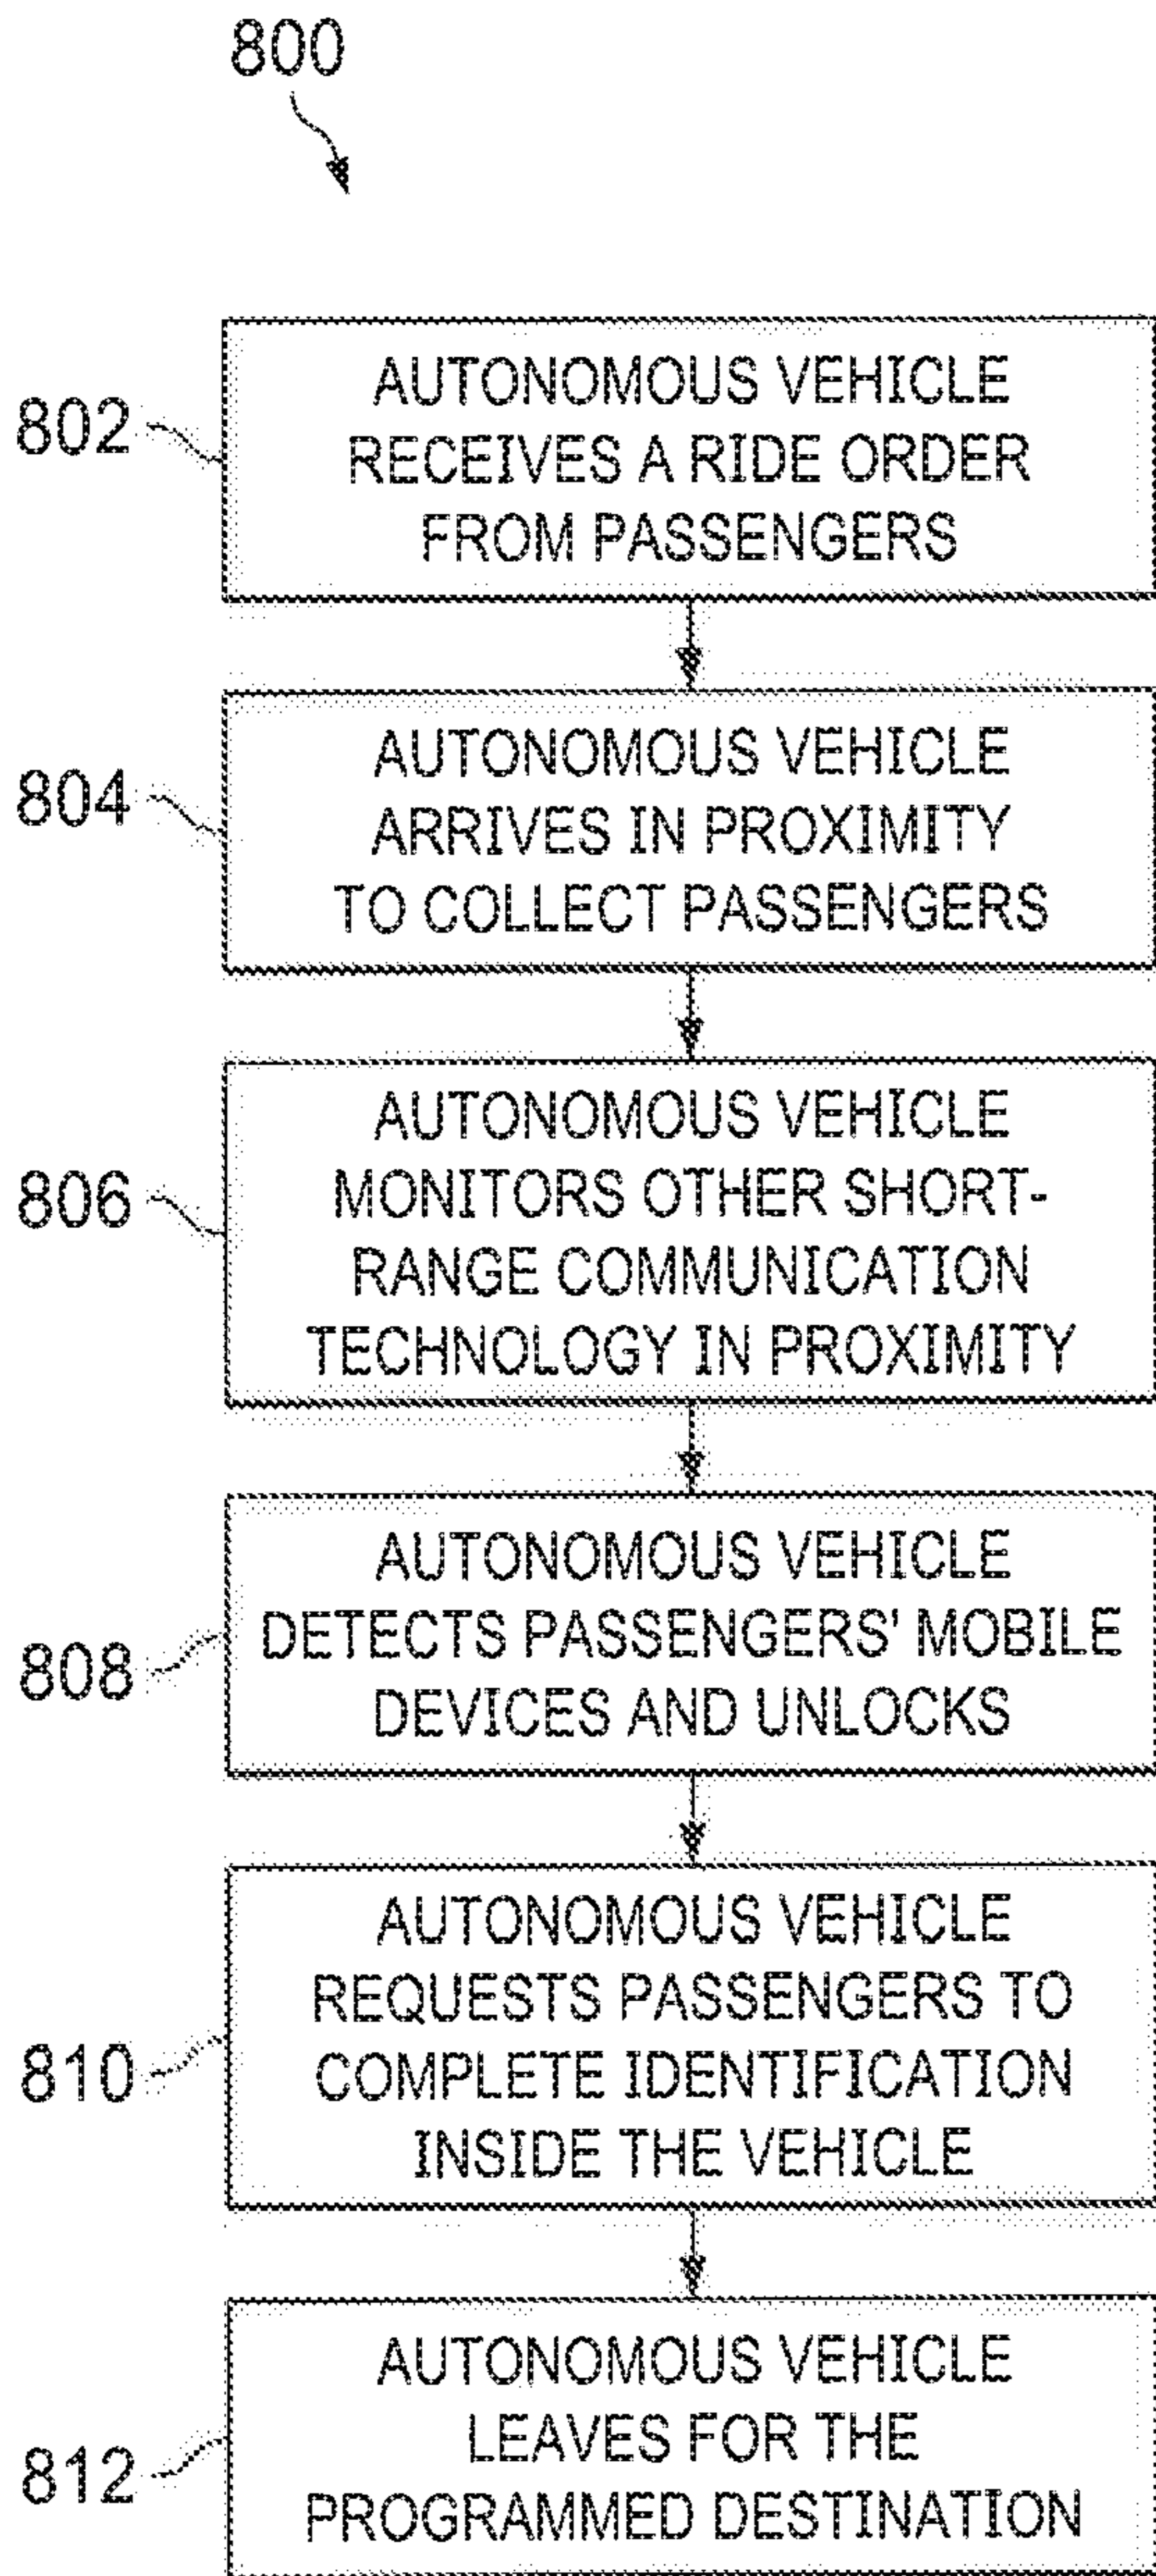 800
802
AUTONOMOUS VEHICLE
RECEIVES A RIDE ORDER
FROM PASSENGERS
804
AUTONOMOUS VEHICLE
ARRIVES IN PROXIMITY
TO COLLECT PASSENGERS
806
AUTONOMOUS VEHICLE
MONITORS OTHER SHORT-
RANGE COMMUNICATION
TECHNOLOGY IN PROXIMITY
808
AUTONOMOUS VEHICLE
DETECTS PASSENGERS' MOBILE
DEVICES AND UNLOCKS
810
AUTONOMOUS VEHICLE
REQUESTS PASSENGERS TO
COMPLETE IDENTIFICATION
INSIDE THE VEHICLE
812
AUTONOMOUS VEHICLE
LEAVES FOR THE
PROGRAMMED DESTINATION